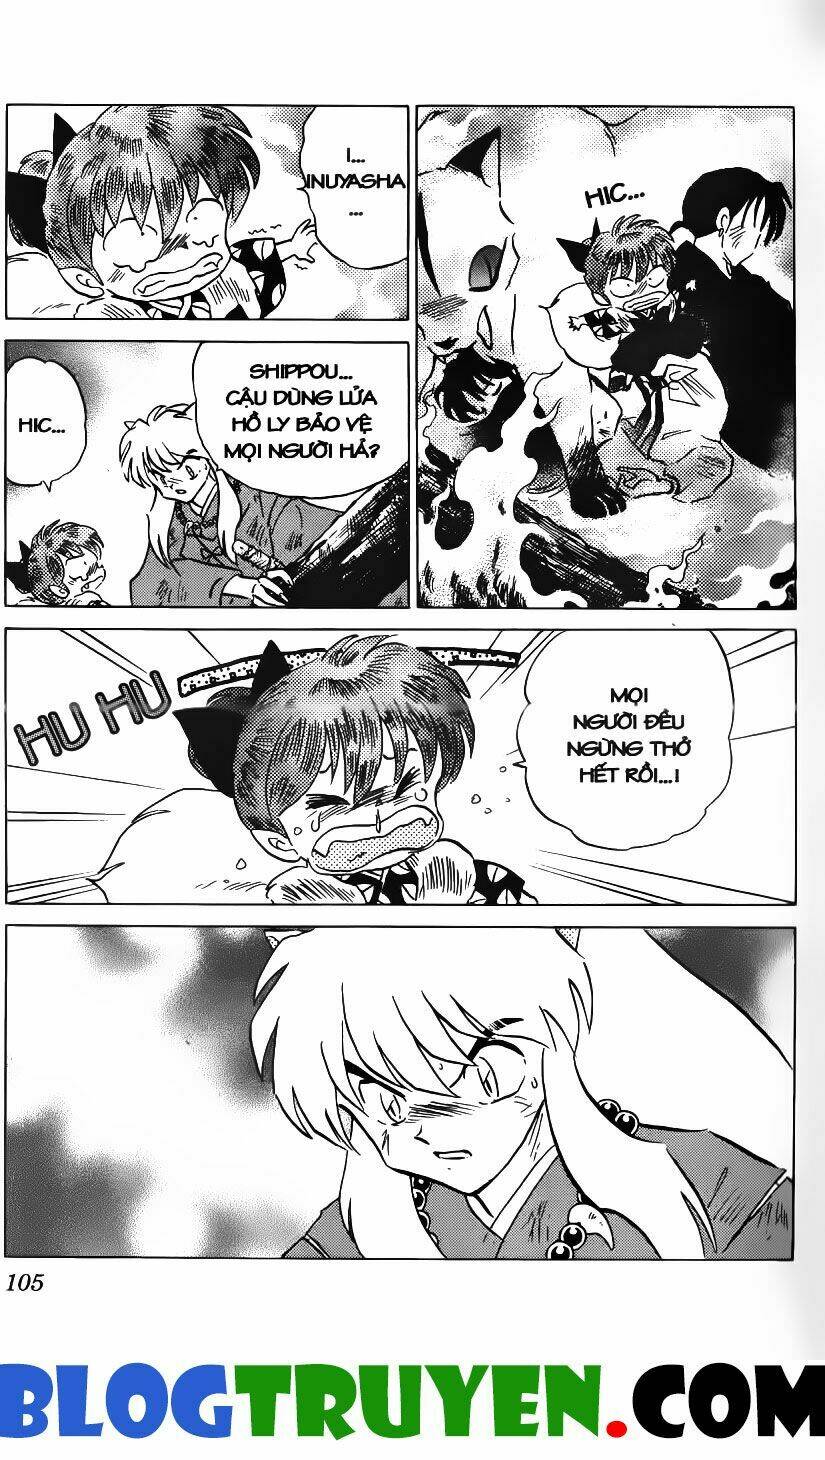 HIC...
I...
INUYASHA
...
SHIPPOU...
CẬU DÙNG LỬA
HỒ LY BẢO VỆ
MỌI NGƯỜI HẢ?
HIC...
MỌI
NGƯỜI ĐỀU
NGỪNG THỞ
HẾT RỒI...!
HU HU
105
BLOGTRUYEN.COM